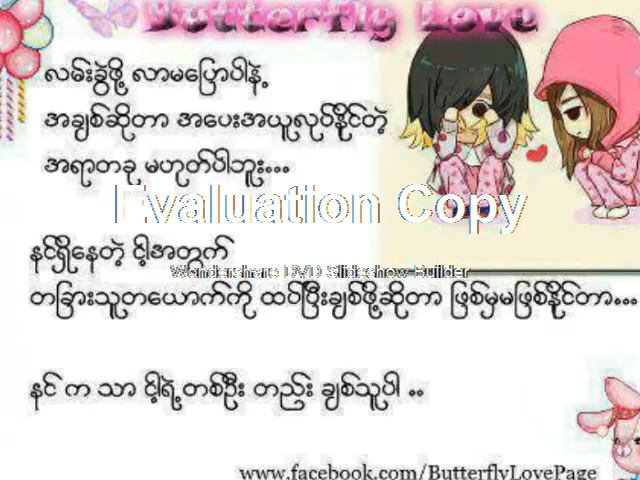 Butterfly Love
လမ်းခွဲဖို့ လာမပြောပါနဲ့
အချစ်ဆိုတာ အပေးအယူလုပ်နိုင်တဲ့
အရာတခု မဟုတ်ပါဘူး...
Evaluation Copy
နင်ရှိနေတဲ့ ငါ့အတွက်
Wondershare DVD Slideshow Builder
တခြားသူတယောက်ကို ထပ်ပြီးချစ်ဖို့ဆိုတာ ဖြစ်မှမဖြစ်နိုင်တာ...
နင် က သာ ငါ့ရဲ့ တစ်ဦး တည်း ချစ်သူပါ ..
www.facebook.com/ButterflyLovePage